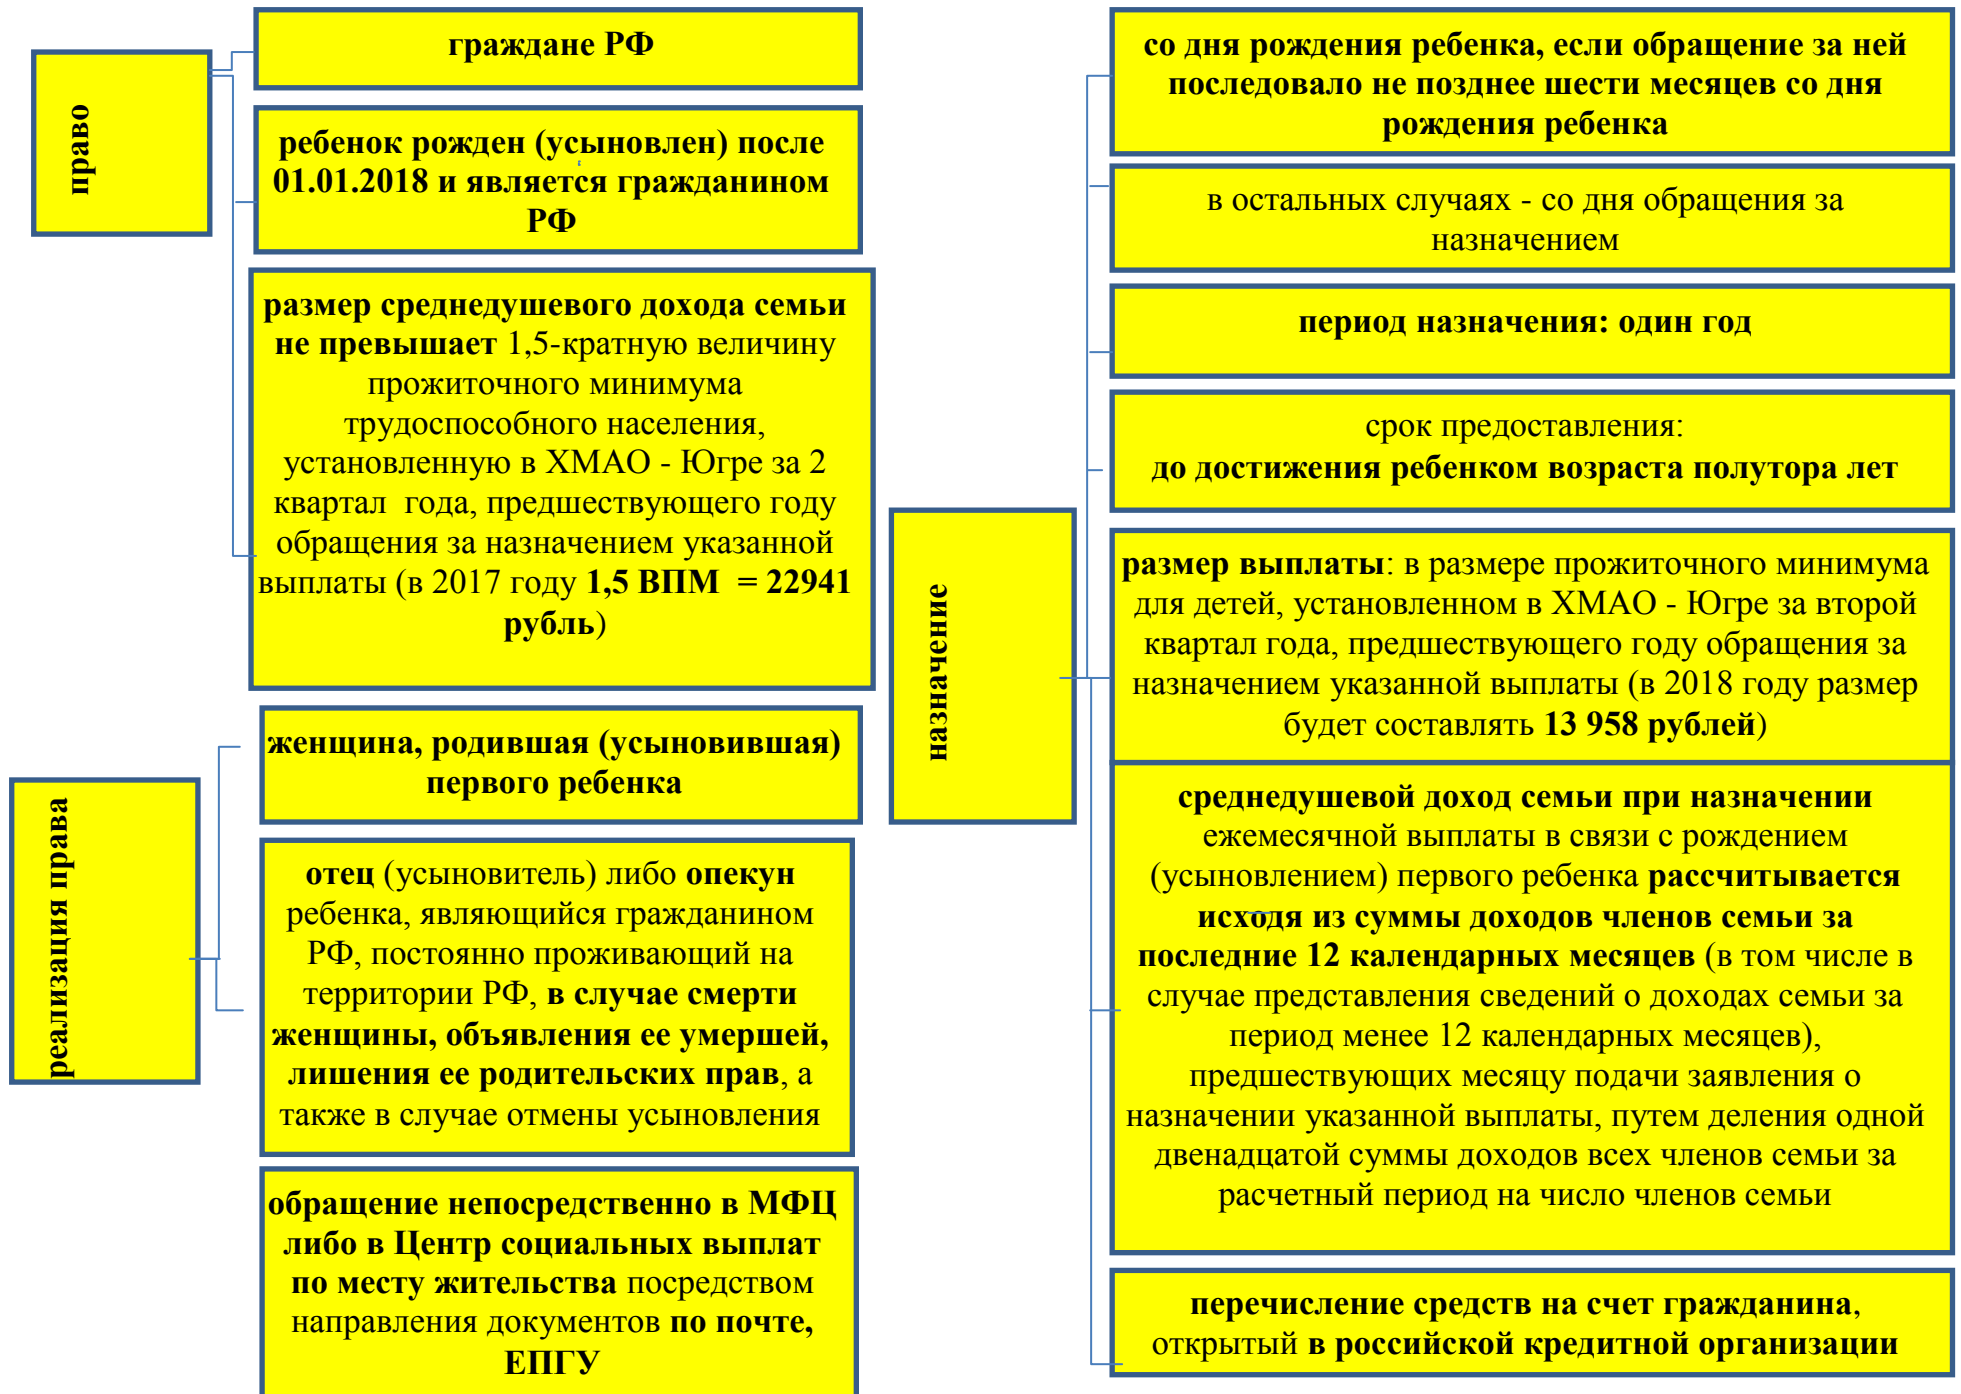 право
граждане РФ
ребенок рожден (усыновлен) после
01.01.2018 и является гражданином
РФ
размер среднедушевого дохода семьи
не превышает 1,5-кратную величину
прожиточного минимума
трудоспособного населения,
установленную в ХМАО - Югре за 2
квартал года, предшествующего году
обращения за назначением указанной
выплаты (в 2017 году 1,5 ВПМ = 22941
рубль)
реализация права
женщина, родившая (усыновившая)
первого ребенка
отец (усыновитель) либо опекун
ребенка, являющийся гражданином
РФ, постоянно проживающий на
территории РФ, в случае смерти
женщины, объявления ее умершей,
лишения ее родительских прав, а
также в случае отмены усыновления
обращение непосредственно в МФЦ
либо в Центр социальных выплат
по месту жительства посредством
направления документов по почте,
ЕПГУ
назначение
со дня рождения ребенка, если обращение за ней
последовало не позднее шести месяцев со дня
рождения ребенка
в остальных случаях - со дня обращения за
назначением
период назначения: один год
срок предоставления:
до достижения ребенком возраста полутора лет
размер выплаты: в размере прожиточного минимума
для детей, установленном в ХМАО - Югре за второй
квартал года, предшествующего году обращения за
назначением указанной выплаты (в 2018 году размер
будет составлять 13 958 рублей)
среднедушевой доход семьи при назначении
ежемесячной выплаты в связи с рождением
(усыновлением) первого ребенка рассчитывается
исходя из суммы доходов членов семьи за
последние 12 календарных месяцев (в том числе в
случае представления сведений о доходах семьи за
период менее 12 календарных месяцев),
предшествующих месяцу подачи заявления о
назначении указанной выплаты, путем деления одной
двенадцатой суммы доходов всех членов семьи за
расчетный период на число членов семьи
перечисление средств на счет гражданина,
открытый в российской кредитной организации